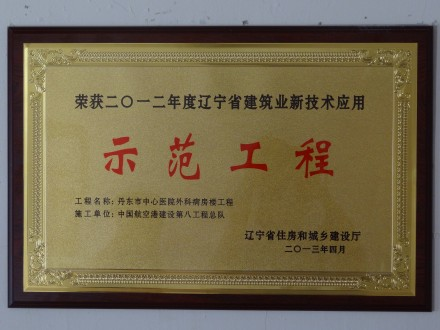 荣获二〇一二年度辽宁省建筑业新技术应用
示范工程
工程名称：丹东市中心医院外科病房楼工程
施工单位：中国航空港建设第八工程总队
辽宁省住房和城乡建设厅
二〇一三年四月